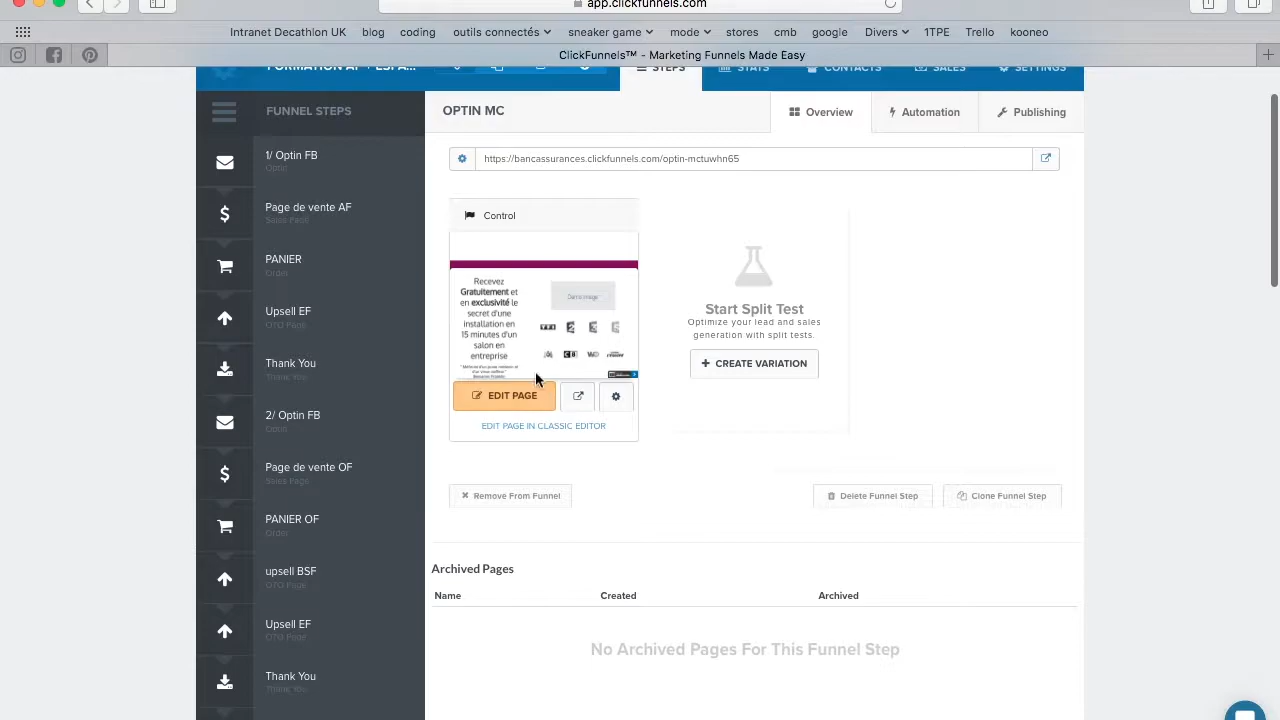 app.clickfunnels.com
Intranet Decathlon UK blog coding outils connectés sneaker game mode stores cmb google Divers 1TPE Trello kooneo
ClickFunnels™ - Marketing Funnels Made Easy
FORMATION AF + ESPA...
STEPS STATS CONTACTS SALES SETTINGS
FUNNEL STEPS
OPTIN MC
Overview Automation Publishing
1/ Optin FB
Optin
https://bancassurances.clickfunnels.com/optin-mctuwhn65
Page de vente AF
Sales Page
PANIER
Order
Upsell EF
OTO Page
Thank You
Thank You
2/ Optin FB
Optin
Page de vente OF
Sales Page
PANIER OF
Order
upsell BSF
OTO Page
Upsell EF
OTO Page
Thank You
Thank You
Control
Recevez
Gratuitement et
en exclusivité le
secret d'une
installation en
15 minutes d'un
salon en
entreprise
Start Split Test
Optimize your lead and sales
generation with split tests.
+ CREATE VARIATION
EDIT PAGE
EDIT PAGE IN CLASSIC EDITOR
Remove From Funnel
Delete Funnel Step
Clone Funnel Step
Archived Pages
Name Created Archived
No Archived Pages For This Funnel Step